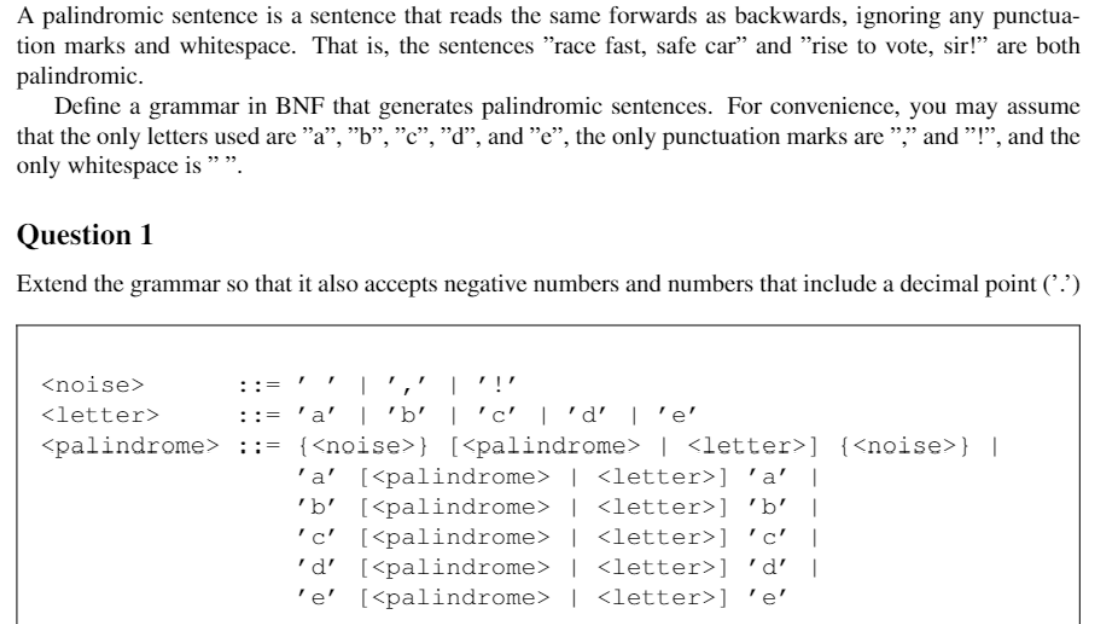 A palindromic sentence is a sentence that reads the same forwards as backwards, ignoring any punctua-
tion marks and whitespace. That is, the sentences ”race fast, safe car” and ”rise to vote, sir!” are both
palindromic.
Define a grammar in BNF that generates palindromic sentences. For convenience, you may assume
that the only letters used are ”a”, ”b”, ”c”, ”d”, and ”e”, the only punctuation marks are ”,” and ”!”, and the
only whitespace is ” ”.
Question 1
Extend the grammar so that it also accepts negative numbers and numbers that include a decimal point (’.’)
<noise> ::= ′ ′ | ′,′ | ′!′
<letter> ::= ′a′ | ′b′ | ′c′ | ′d′ | ′e′
<palindrome> ::= {<noise>} [<palindrome> | <letter>] {<noise>} |
′a′ [<palindrome> | <letter>] ′a′ |
′b′ [<palindrome> | <letter>] ′b′ |
′c′ [<palindrome> | <letter>] ′c′ |
′d′ [<palindrome> | <letter>] ′d′ |
′e′ [<palindrome> | <letter>] ′e′